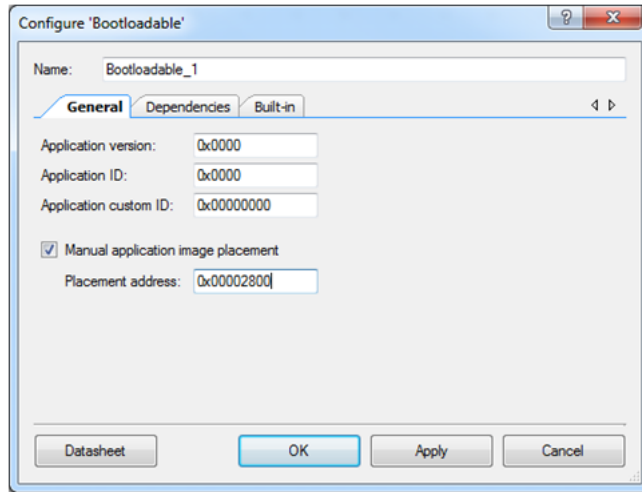 Configure 'Bootloadable'
Name: Bootloadable_1
General Dependencies Built-in
Application version: 0x0000
Application ID: 0x0000
Application custom ID: 0x00000000
Manual application image placement
Placement address: 0x00002800
Datasheet OK Apply Cancel